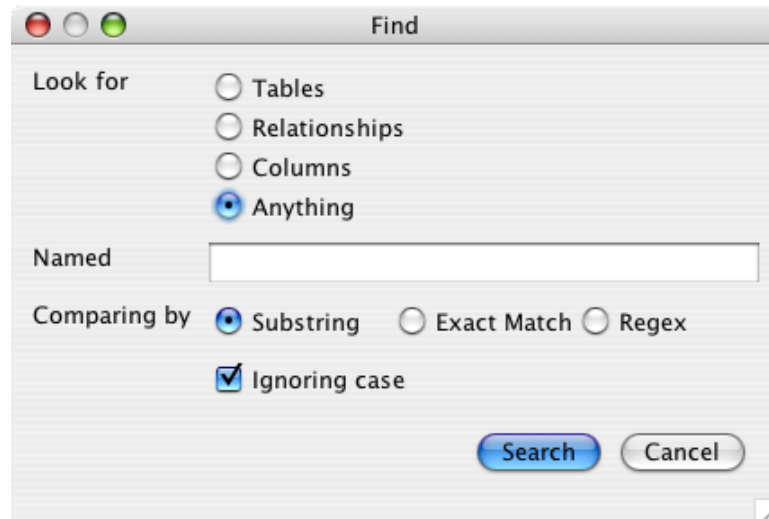 Find
Look for
Tables
Relationships
Columns
Anything
Named
Comparing by Substring Exact Match Regex
Ignoring case
Search Cancel